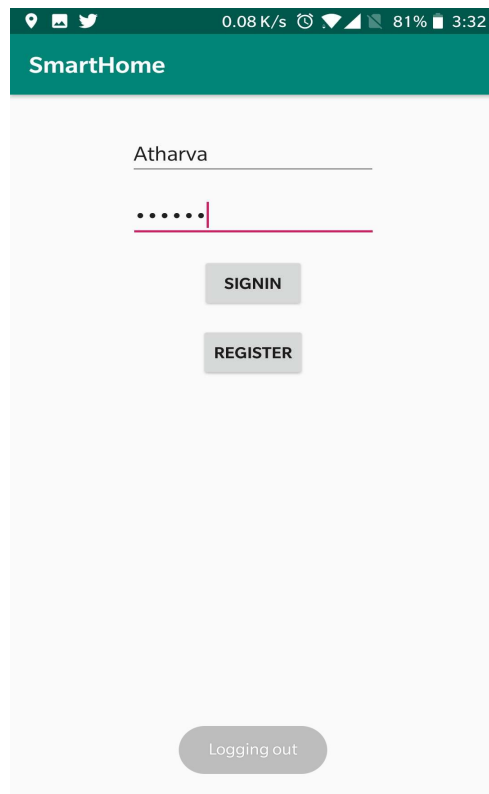 0.08 K/s 81% 3:32
SmartHome
Atharva
••••••
SIGNIN
REGISTER
Logging out